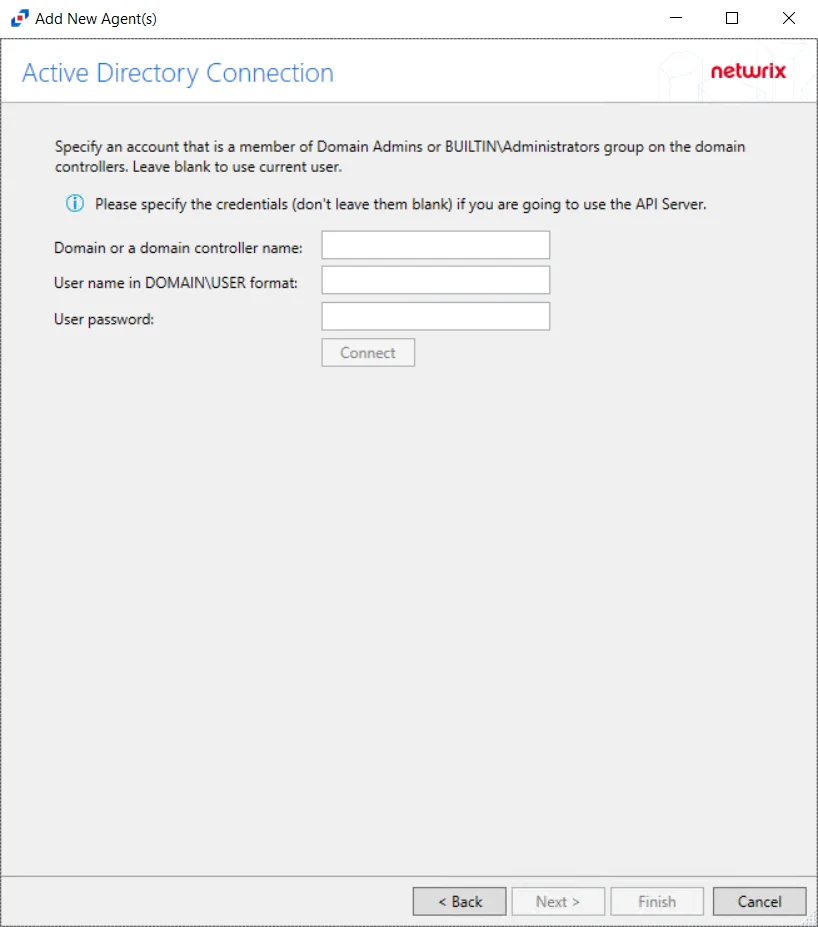 Add New Agent(s)
Active Directory Connection
netwrix
Specify an account that is a member of Domain Admins or BUILTIN\Administrators group on the domain
controllers. Leave blank to use current user.
Please specify the credentials (don't leave them blank) if you are going to use the API Server.
Domain or a domain controller name:
User name in DOMAIN\USER format:
User password:
Connect
< Back Next > Finish Cancel